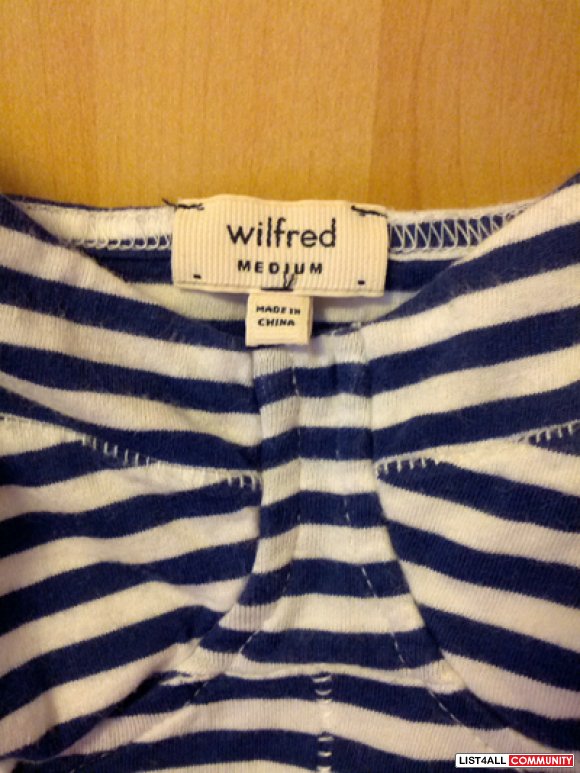 wilfred
MEDIUM
MADE IN
CHINA
LIST4ALL COMMUNITY